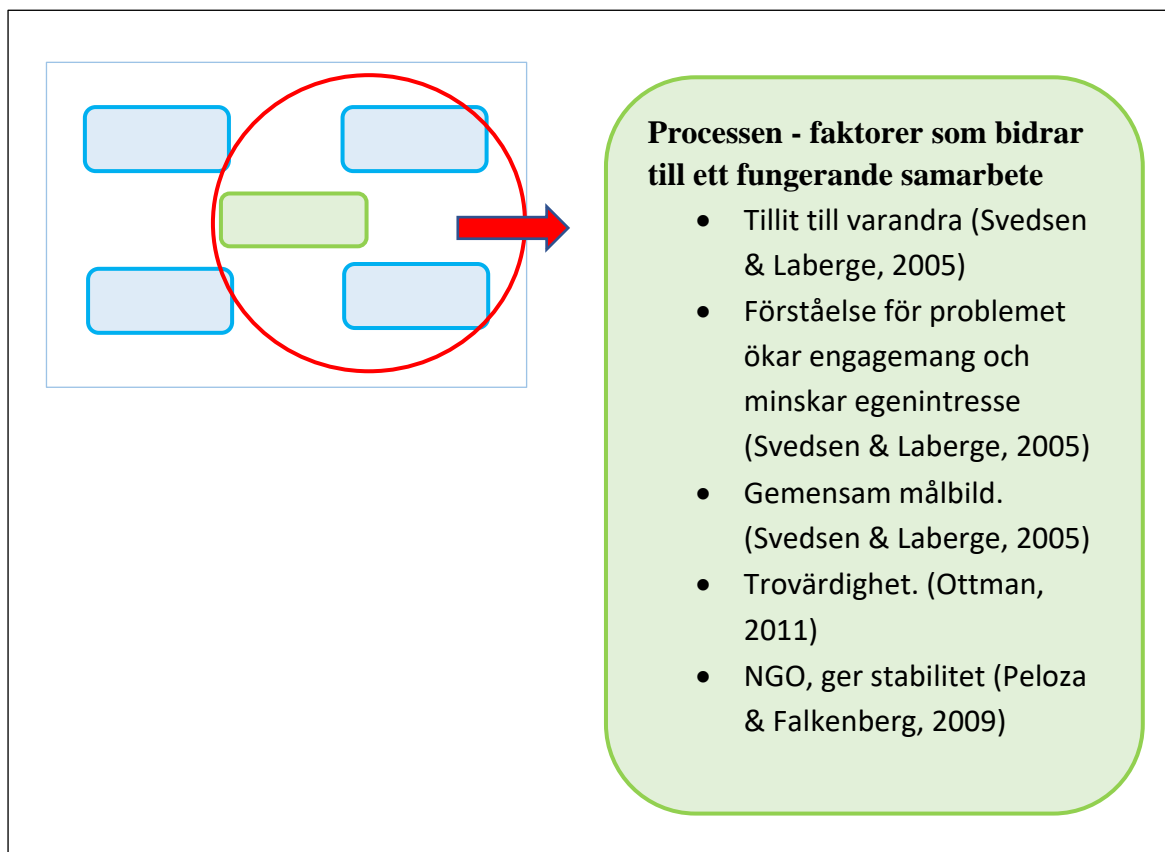 Processen - faktorer som bidrar
till ett fungerande samarbete
• Tillit till varandra (Svedsen
& Laberge, 2005)
• Förståelse för problemet
ökar engagemang och
minskar egenintresse
(Svedsen & Laberge, 2005)
• Gemensam målbild.
(Svedsen & Laberge, 2005)
• Trovärdighet. (Ottman,
2011)
• NGO, ger stabilitet (Peloza
& Falkenberg, 2009)